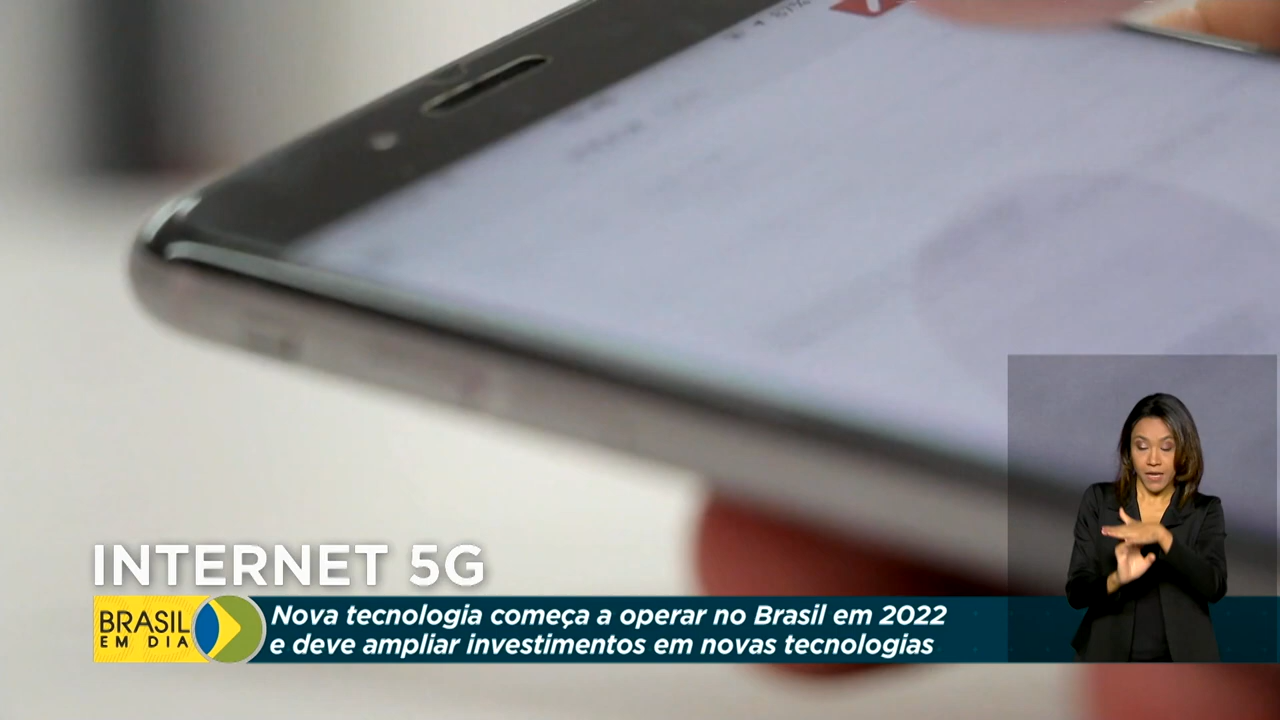 INTERNET 5G
BRASIL
EM DIA
Nova tecnologia começa a operar no Brasil em 2022
e deve ampliar investimentos em novas tecnologias